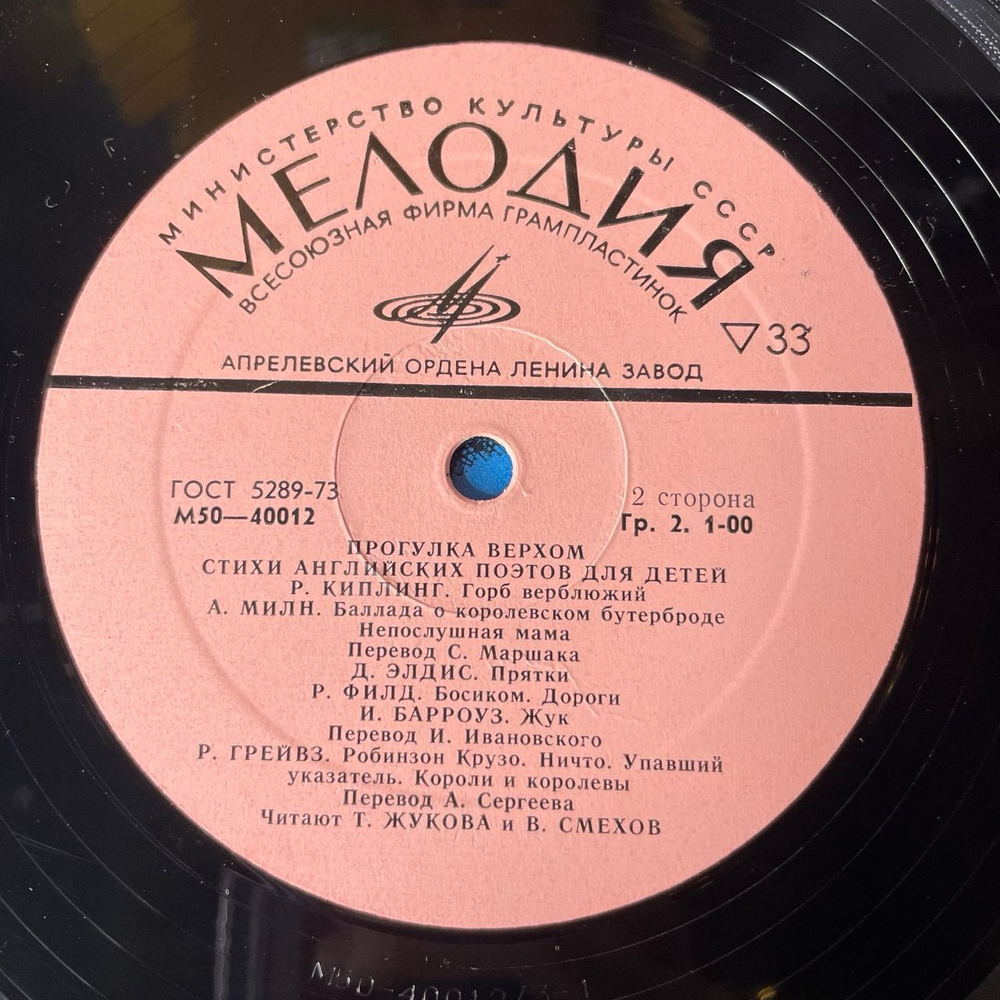 МИНИСТЕРСТВО КУЛЬТУРЫ СССР
МЕЛОДИЯ
ВСЕСОЮЗНАЯ ФИРМА ГРАМПЛАСТИНОК
▽33
АПРЕЛЕВСКИЙ ОРДЕНА ЛЕНИНА ЗАВОД
ГОСТ 5289-73
М50—40012
2 сторона
Гр. 2. 1-00
ПРОГУЛКА ВЕРХОМ
СТИХИ АНГЛИЙСКИХ ПОЭТОВ ДЛЯ ДЕТЕЙ
Р. КИПЛИНГ. Горб верблюжий
А. МИЛН. Баллада о королевском бутерброде
Непослушная мама
Перевод С. Маршака
Д. ЭЛДИС. Прятки
Р. ФИЛД. Босиком. Дороги
И. БАРРОУЗ. Жук
Перевод И. Ивановского
Р. ГРЕЙВЗ. Робинзон Крузо. Ничто. Упавший
указатель. Короли и королевы
Перевод А. Сергеева
Читают Т. ЖУКОВА и В. СМЕХОВ